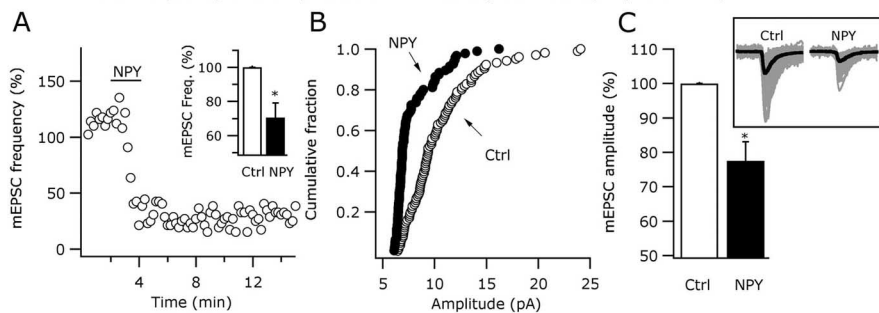 A
mEPSC frequency (%)
150
100
50
0
NPY
4
8
12
Time (min)
mEPSC Freq. (%)
100
80
60
*
Ctrl NPY
B
Cumulative fraction
1.0
0.8
0.6
0.4
0.2
NPY
Ctrl
5
10
15
20
25
Amplitude (pA)
C
mEPSC amplitude (%)
110
100
90
80
70
60
50
*
Ctrl
NPY
Ctrl
NPY